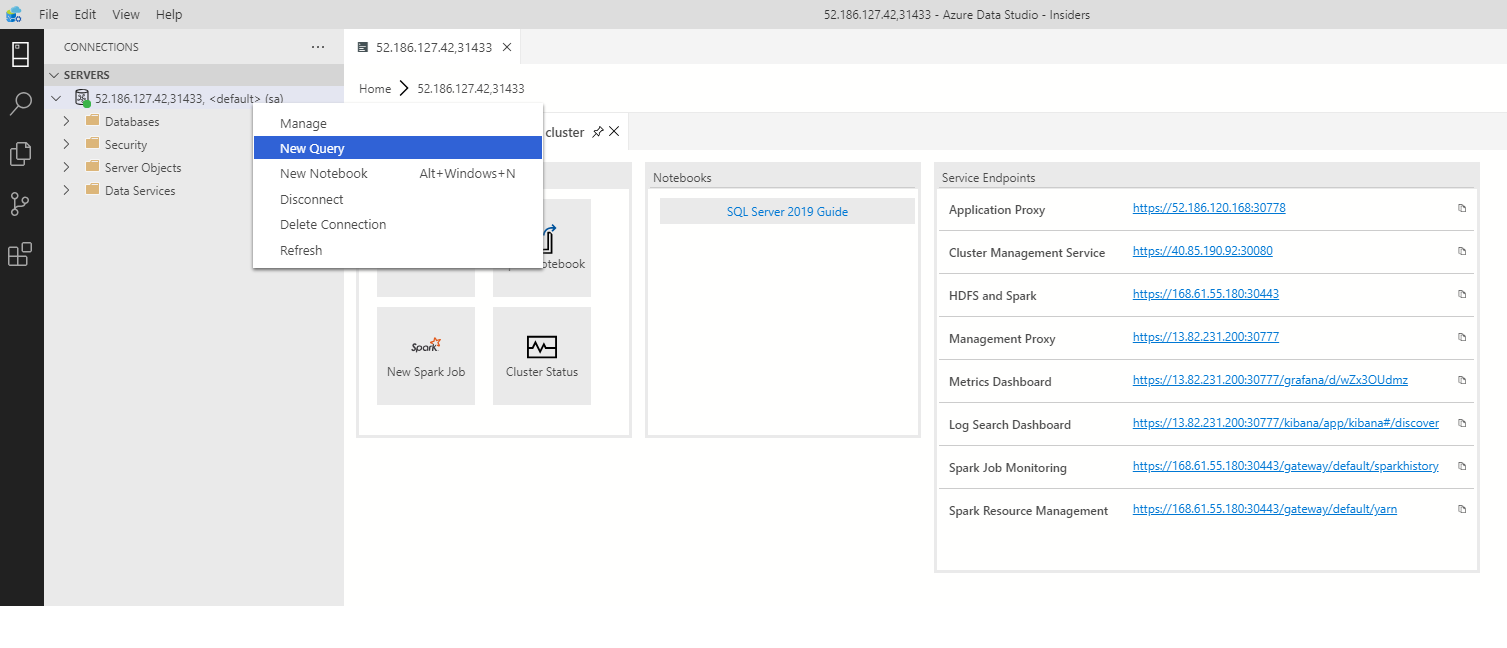 File Edit View Help
52.186.127.42,31433 - Azure Data Studio - Insiders
CONNECTIONS
SERVERS
52.186.127.42,31433, <default> (sa)
Databases
Security
Server Objects
Data Services
Manage
New Query
New Notebook Alt+Windows+N
Disconnect
Delete Connection
Refresh
52.186.127.42,31433
Home 52.186.127.42,31433
cluster
New Spark Job
Spark
Cluster Status
Notebooks
SQL Server 2019 Guide
Service Endpoints
Application Proxy https://52.186.120.168:30778
Cluster Management Service https://40.85.190.92:30080
HDFS and Spark https://168.61.55.180:30443
Management Proxy https://13.82.231.200:30777
Metrics Dashboard https://13.82.231.200:30777/grafana/d/wZx3OUdmz
Log Search Dashboard https://13.82.231.200:30777/kibana/app/kibana#/discover
Spark Job Monitoring https://168.61.55.180:30443/gateway/default/sparkhistory
Spark Resource Management https://168.61.55.180:30443/gateway/default/yarn